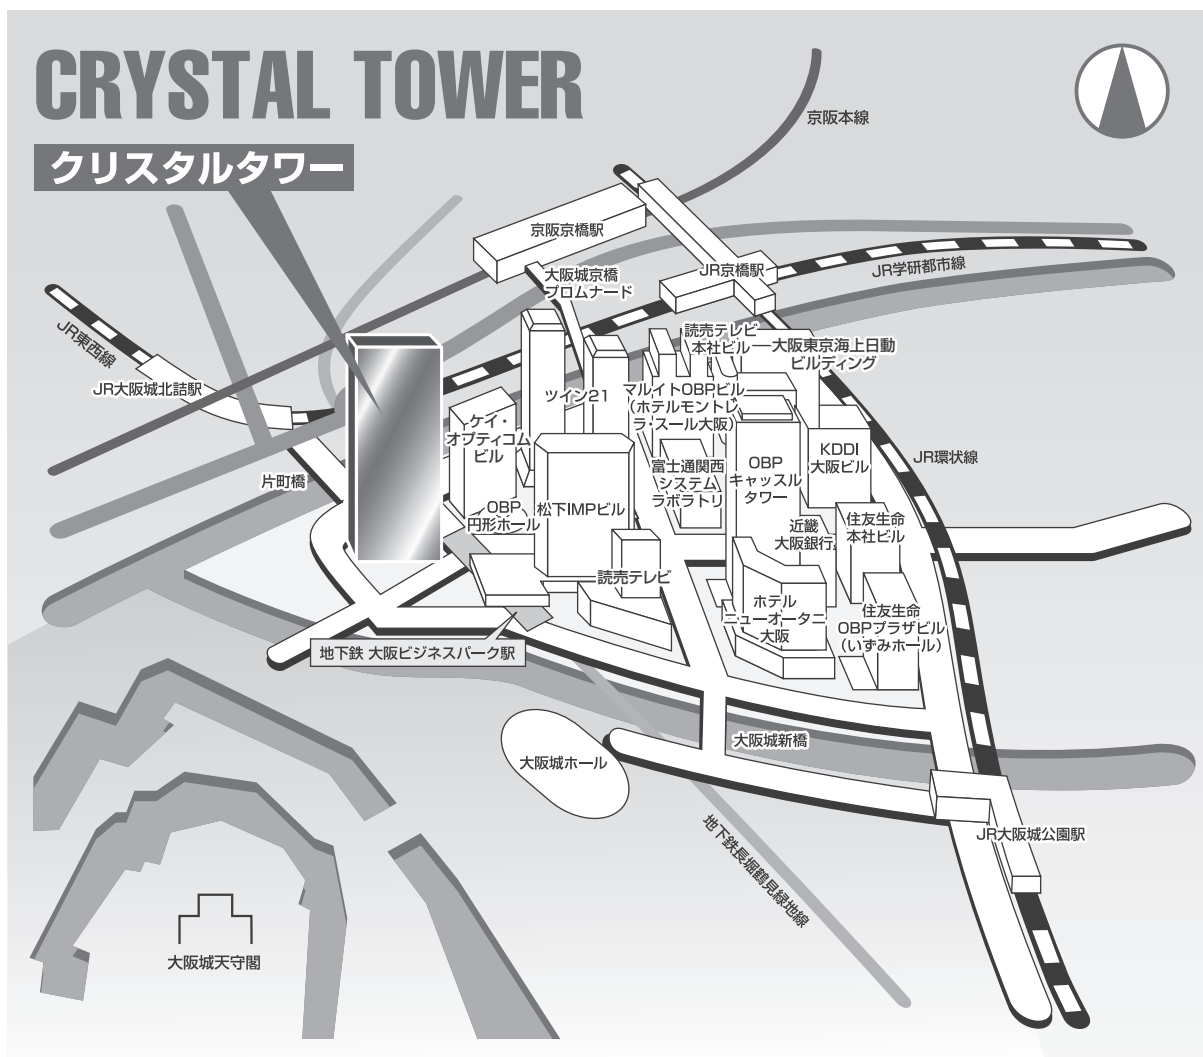 CRYSTAL TOWER
クリスタルタワー
京阪本線
京阪京橋駅
JR京橋駅
JR学研都市線
大阪城京橋
プロムナード
JR東西線
JR大阪城北詰駅
読売テレビ
本社ビル
大阪東京海上日動
ビルディング
ツイン21
マルイトOBPビル
(ホテルモントレ
ラ・スール大阪)
ケイ・
オプティコム
ビル
KDDI
大阪ビル
JR環状線
富士通関西
システム
ラボラトリ
OBP
キャッスル
タワー
片町橋
OBP
円形ホール
松下IMPビル
近畿
大阪銀行
住友生命
本社ビル
読売テレビ
ホテル
ニューオータニ
大阪
住友生命
OBPプラザビル
(いずみホール)
地下鉄 大阪ビジネスパーク駅
大阪城新橋
大阪城ホール
地下鉄長堀鶴見緑地線
JR大阪城公園駅
大阪城天守閣